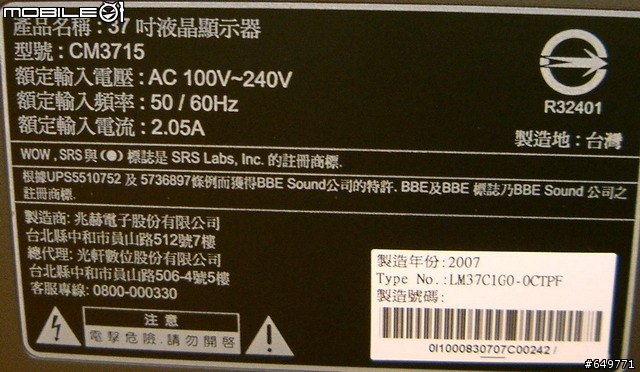 MOBILE01
產品名稱：37 吋液晶顯示器
型號：CM3715
額定輸入電壓：AC 100V~240V
額定輸入頻率：50 / 60Hz
額定輸入電流：2.05A
R32401
製造地：台灣
WOW , SRS 與 (●) 標誌是 SRS Labs, Inc. 的註冊商標.
根據UPS5510752 及 5736897條例而獲得BBE Sound公司的特許. BBE及BBE 標誌乃BBE Sound 公司之
註冊商標.
製造商：兆赫電子股份有限公司
台北縣中和市員山路512號7樓
總代理：光軒數位股份有限公司
台北縣中和市員山路506-4號5樓
客服專線：0800-000330
注意
電擊危險，請勿開啓
製造年份:2007
Type No.:LM37C1G0-0CTPF
製造號碼:
0I1000830707C00242 /
#649771